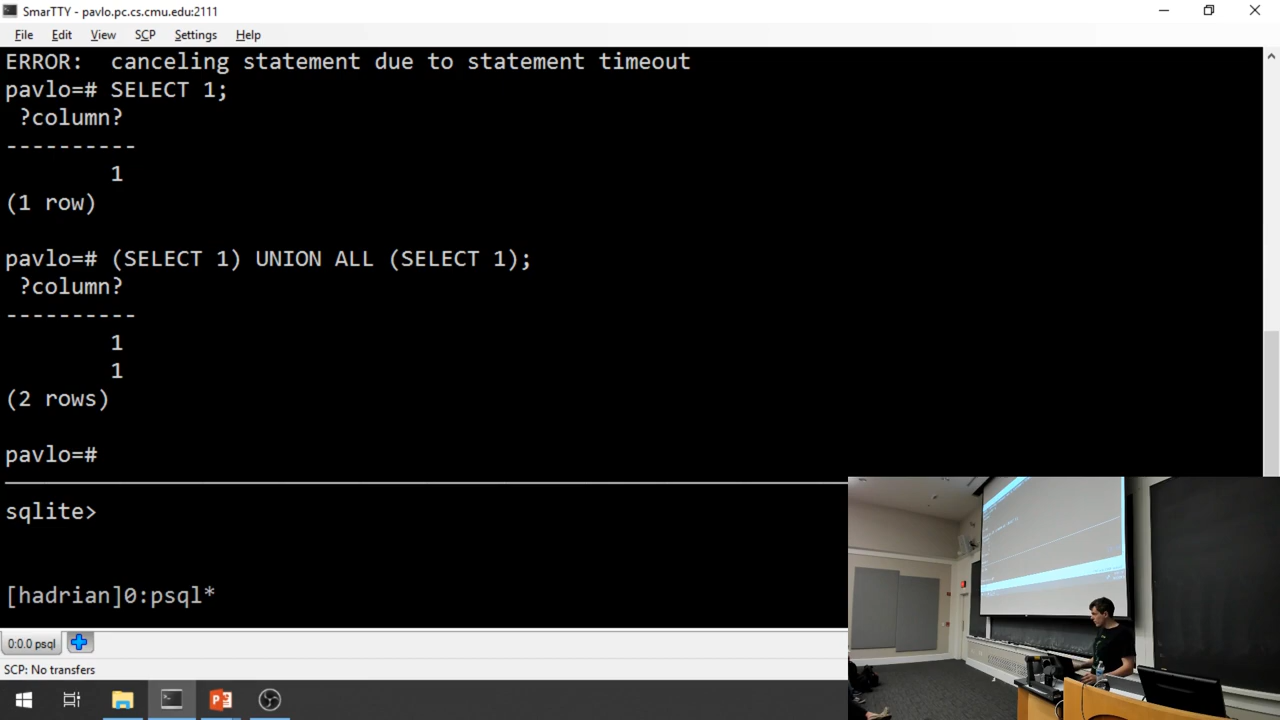 SmarTTY - pavlo.pc.cs.cmu.edu:2111
File Edit View SCP Settings Help
ERROR:  canceling statement due to statement timeout
pavlo=# SELECT 1;
 ?column?
----------
        1
(1 row)
pavlo=# (SELECT 1) UNION ALL (SELECT 1);
 ?column?
----------
        1
        1
(2 rows)
pavlo=#
sqlite>
[hadrian]0:psql*
0:0.0 psql
SCP: No transfers